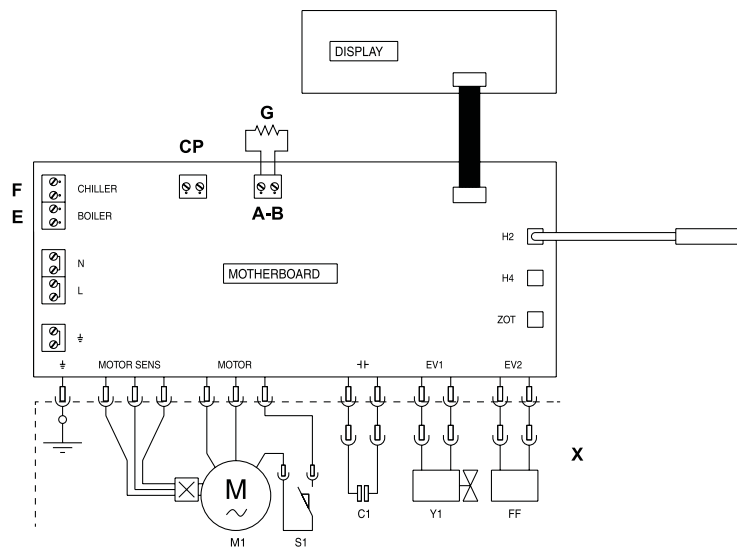 DISPLAY
G
CP
F CHILLER
E BOILER
A-B
H2
N
MOTHERBOARD
H4
L
ZOT
MOTOR SENS MOTOR EV1 EV2
X
M
C1 Y1 FF
M1 S1